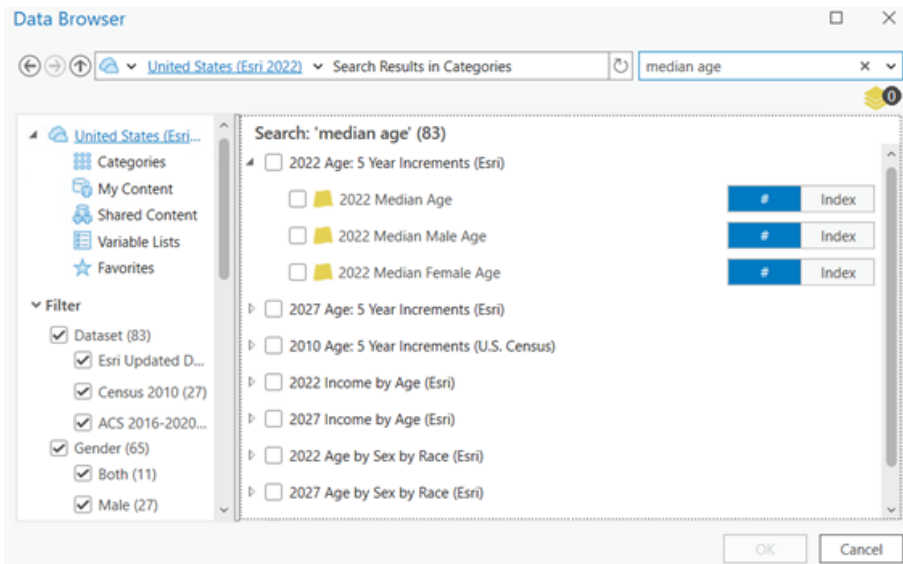 Data Browser
United States (Esri 2022) Search Results in Categories
median age
0
United States (Esri...
Categories
My Content
Shared Content
Variable Lists
Favorites
Filter
Dataset (83)
Esri Updated D...
Census 2010 (27)
ACS 2016-2020...
Gender (65)
Both (11)
Male (27)
Search: 'median age' (83)
2022 Age: 5 Year Increments (Esri)
2022 Median Age # Index
2022 Median Male Age # Index
2022 Median Female Age # Index
2027 Age: 5 Year Increments (Esri)
2010 Age: 5 Year Increments (U.S. Census)
2022 Income by Age (Esri)
2027 Income by Age (Esri)
2022 Age by Sex by Race (Esri)
2027 Age by Sex by Race (Esri)
OK Cancel